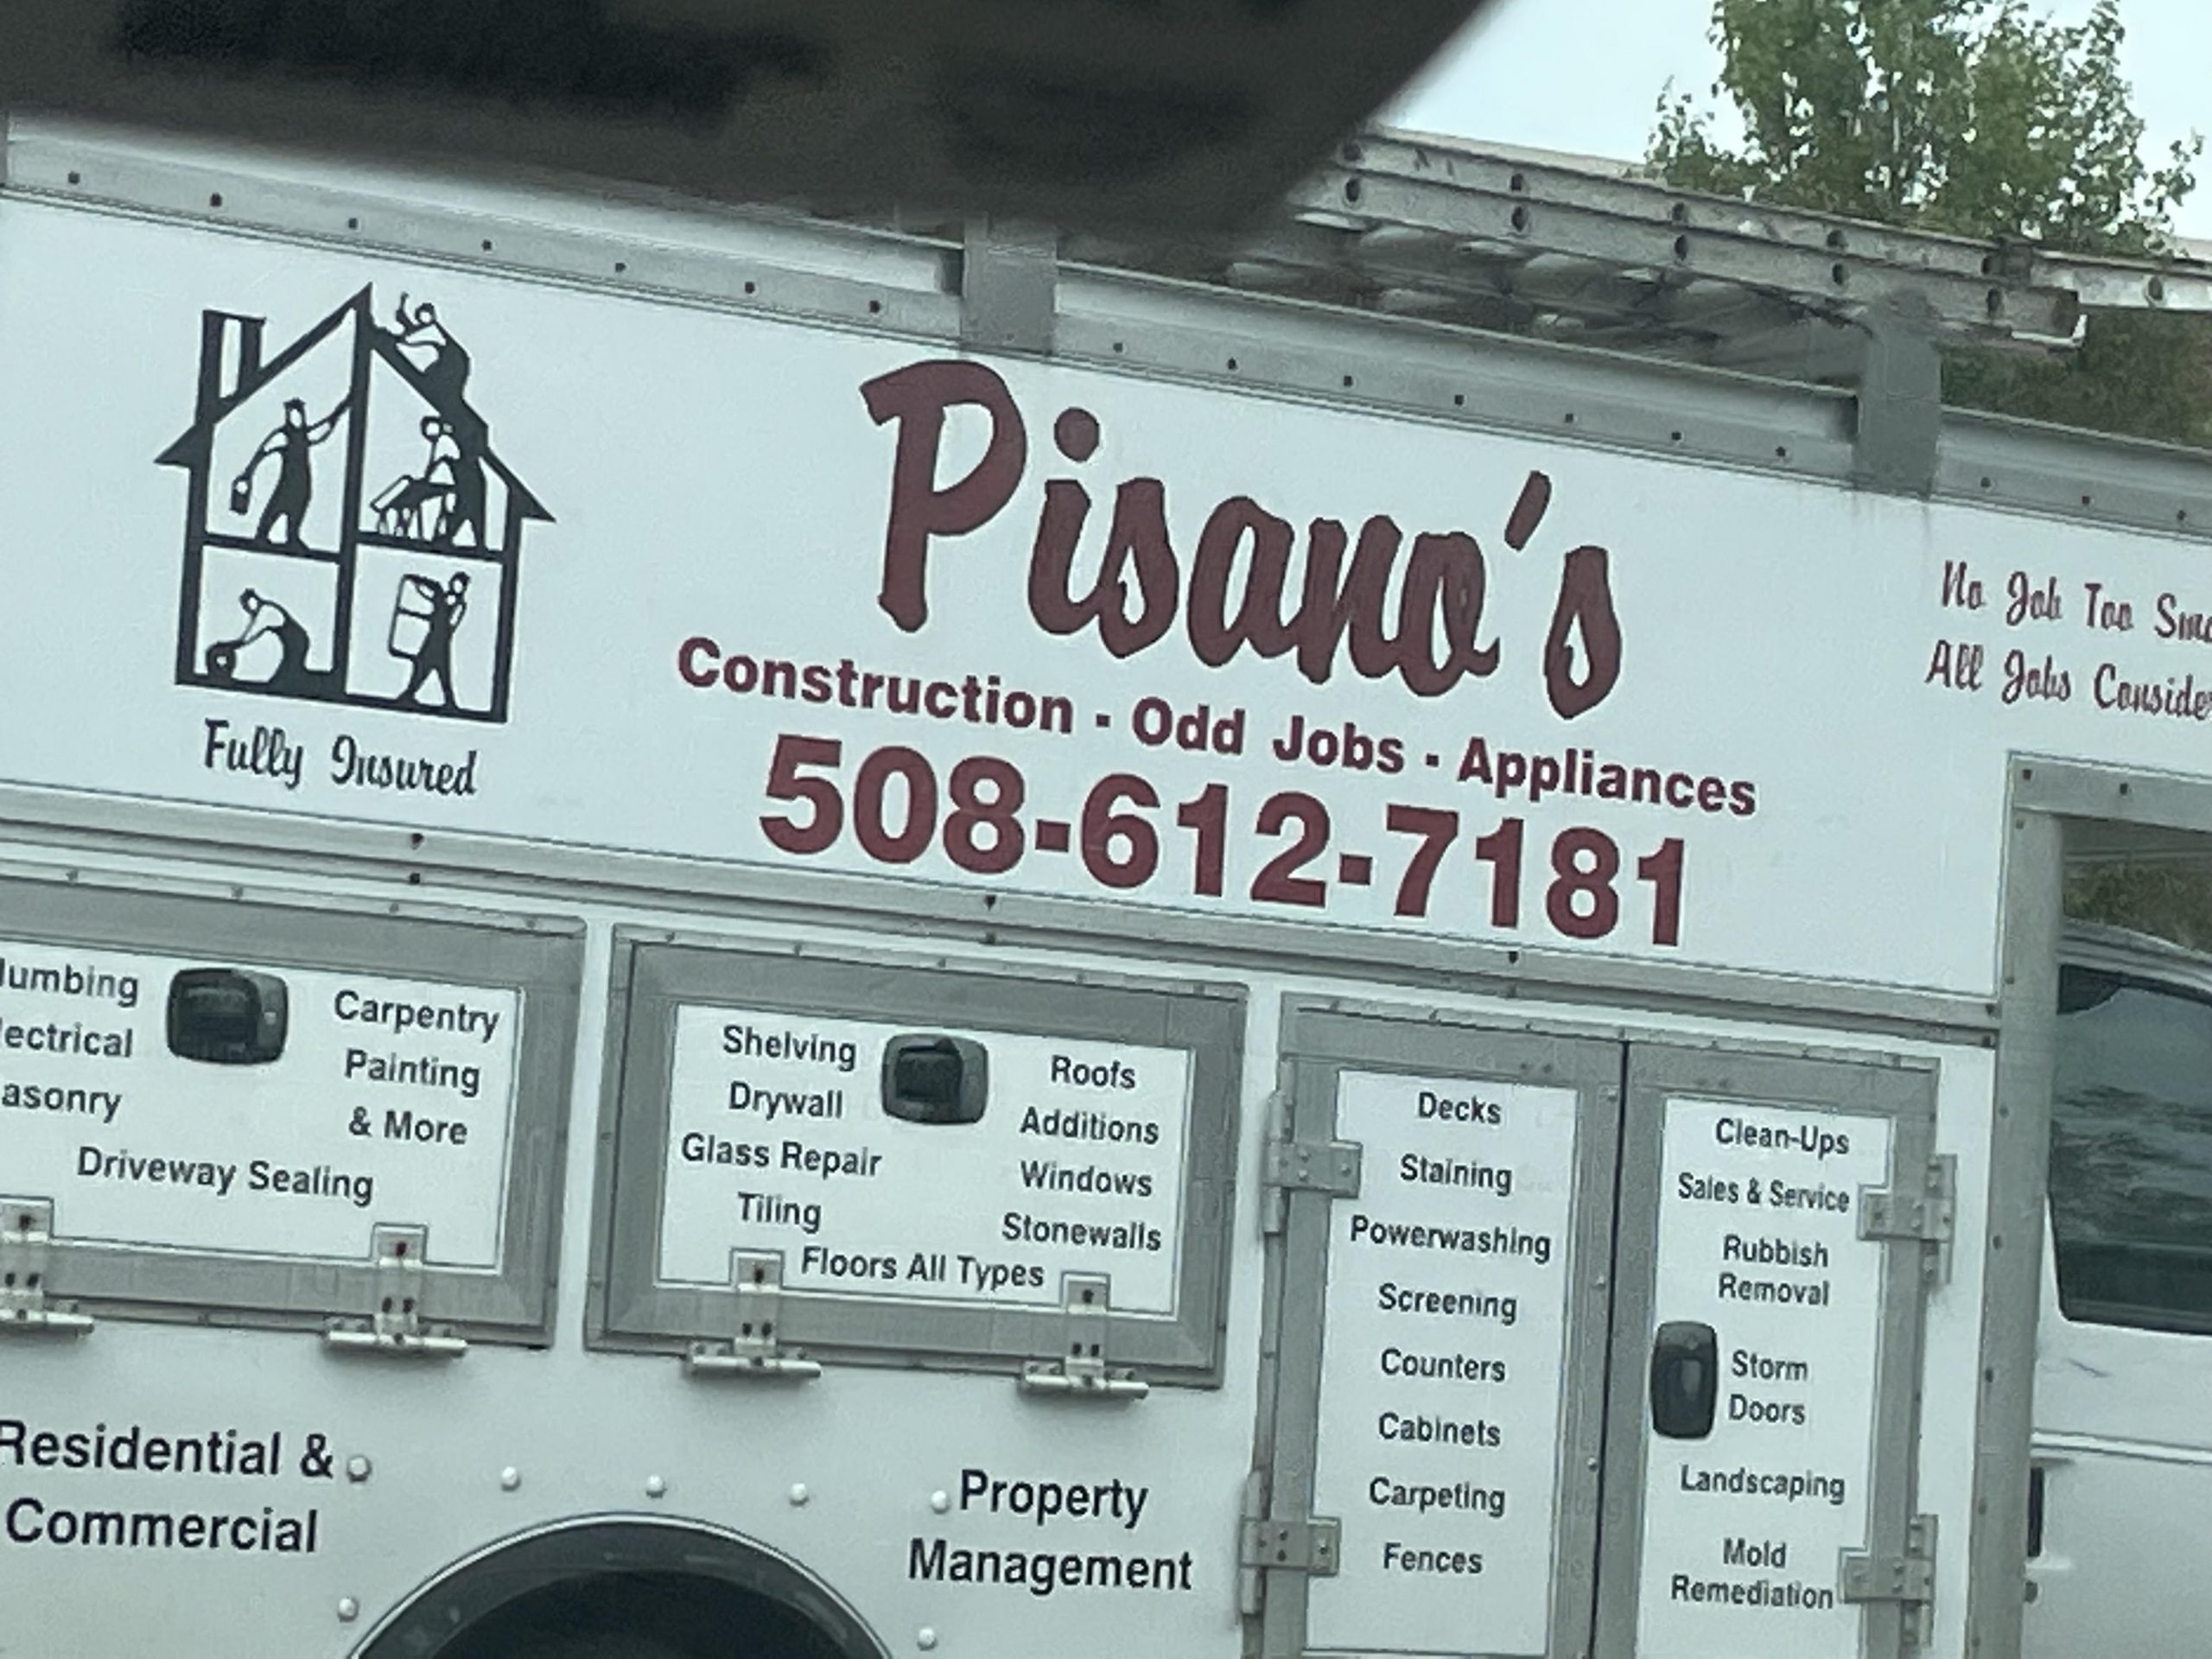 Pisano's
Construction - Odd Jobs - Appliances
508-612-7181
Fully Insured
No Job Too
All Jobs
Carpentry
Painting
& More
Driveway Sealing
Shelving
Drywall
Glass Repair
Tiling
Roofs
Additions
Windows
Stonewalls
Floors All Types
Decks
Staining
Powerwashing
Screening
Counters
Cabinets
Carpeting
Fences
Clean-Ups
Sales & Service
Rubbish
Removal
Storm
Doors
Landscaping
Mold
Remediation
Residential &
Commercial
Property
Management